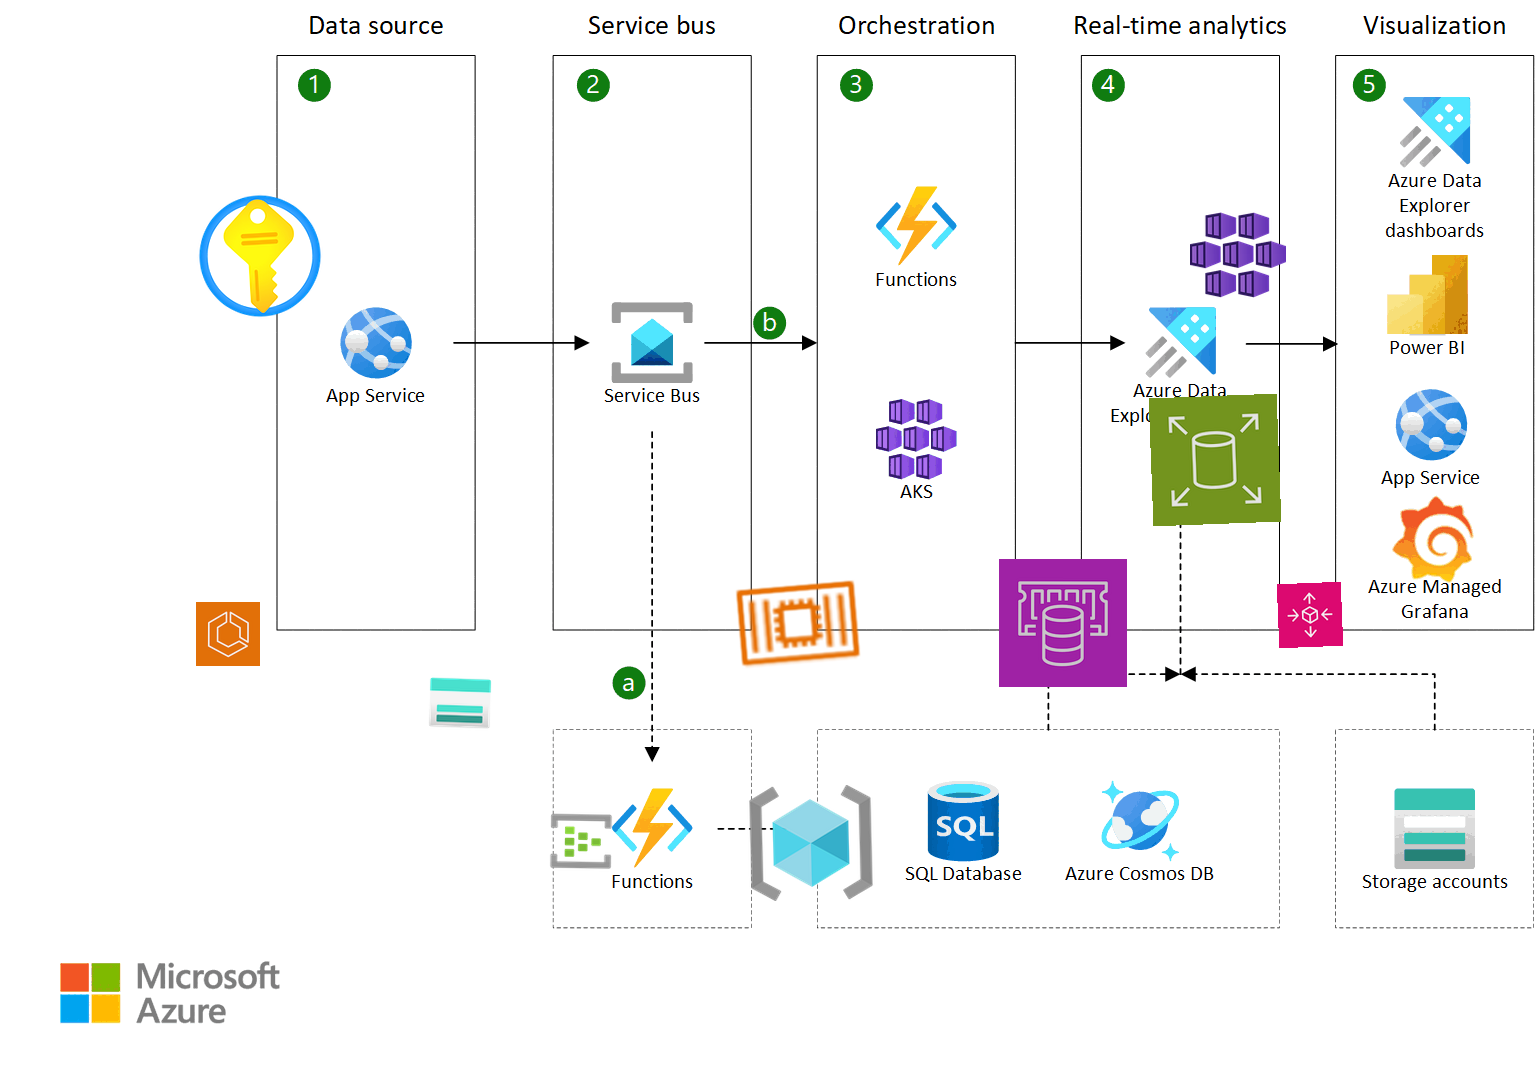 Data source
Service bus
Orchestration
Real-time analytics
Visualization
1
2
3
4
5
Azure Data
Explorer
dashboards
Functions
b
Power BI
App Service
Service Bus
Azure Data
Explo
App Service
AKS
Azure Managed
Grafana
a
SQL
Functions
SQL Database
Azure Cosmos DB
Storage accounts
Microsoft
Azure